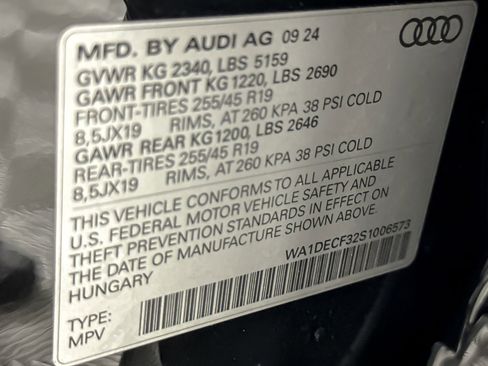 MFD. BY AUDI AG 09 24
GVWR KG 2340, LBS 5159
GAWR FRONT KG 1220, LBS 2690
FRONT-TIRES 255/45 R19
8,5JX19 RIMS, AT 260 KPA 38 PSI COLD
GAWR REAR KG 1200, LBS 2646
REAR-TIRES 255/45 R19
8,5JX19 RIMS, AT 260 KPA 38 PSI COLD
THIS VEHICLE CONFORMS TO ALL APPLICABLE
U.S. FEDERAL MOTOR VEHICLE SAFETY AND
THEFT PREVENTION STANDARDS IN EFFECT ON
THE DATE OF MANUFACTURE SHOWN ABOVE.
HUNGARY
WA1DECF32S1006573
TYPE:
MPV